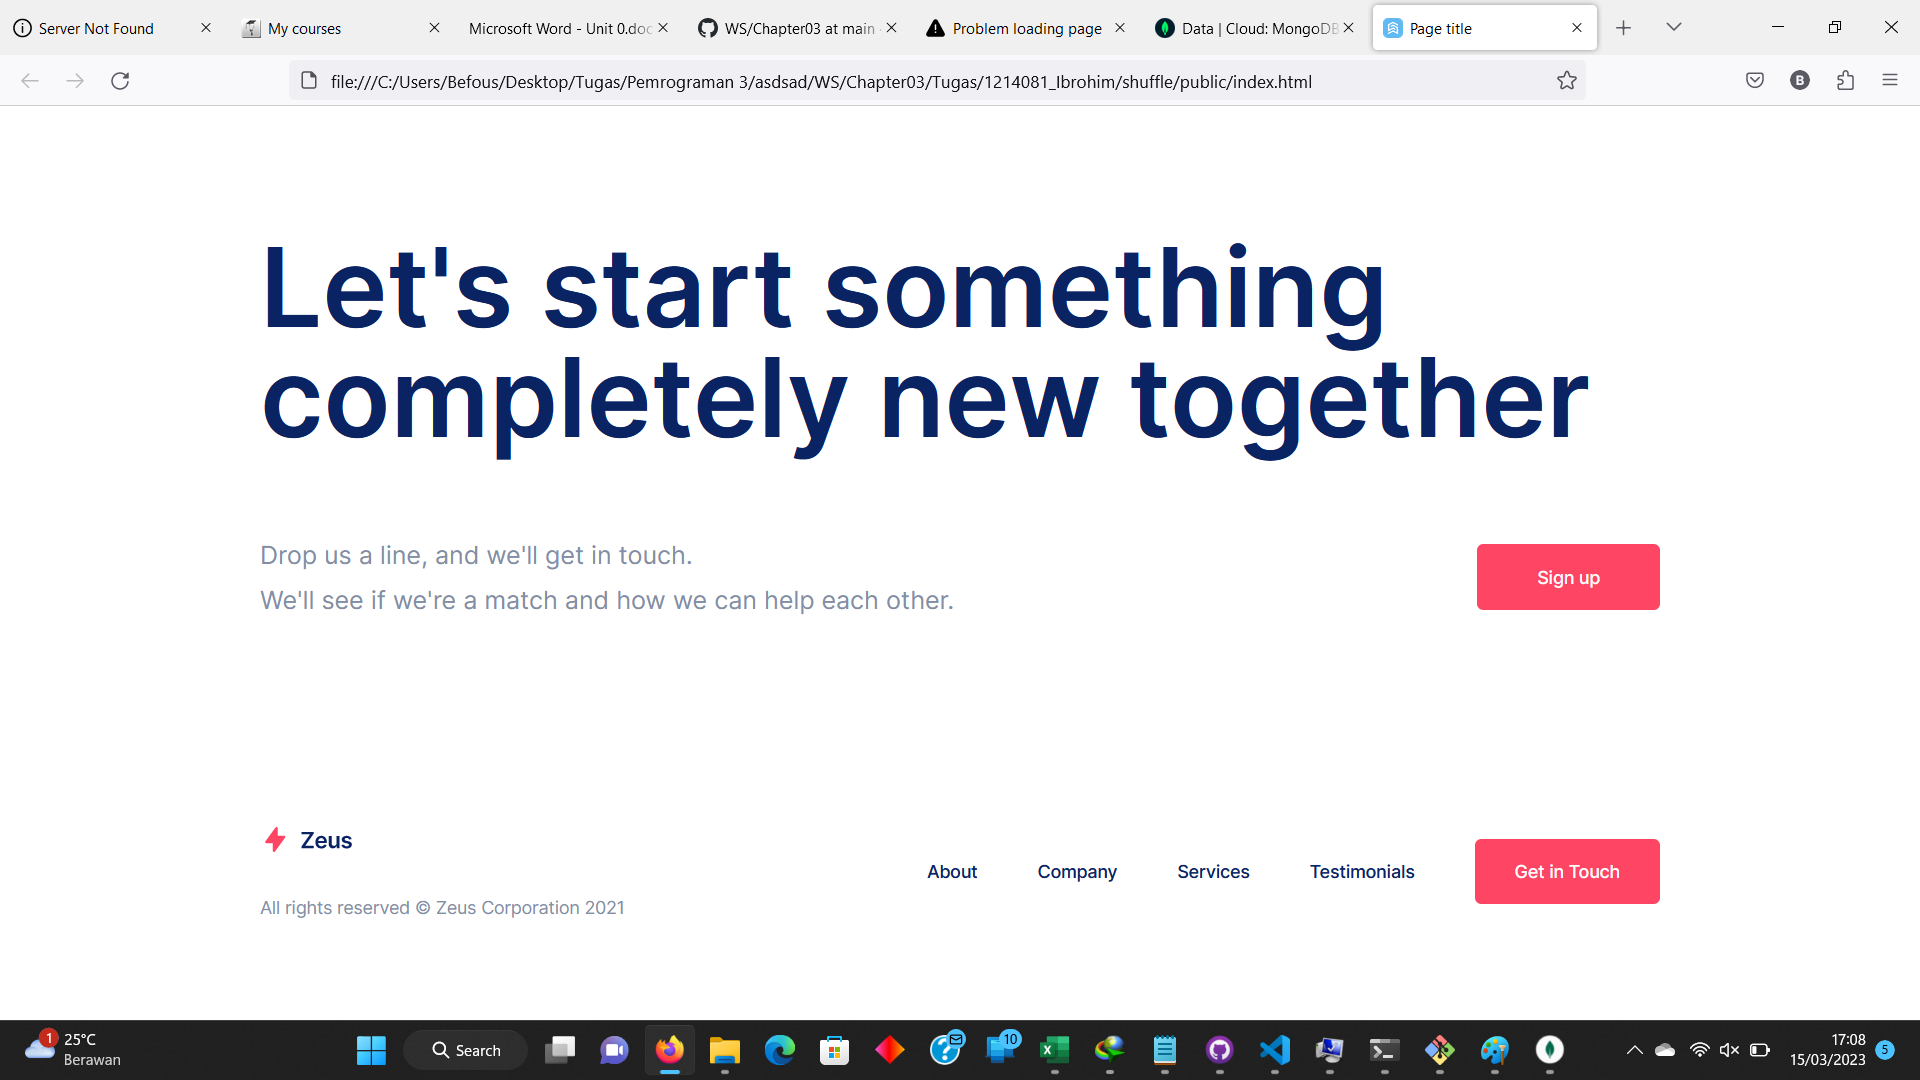 Server Not Found
My courses
Microsoft Word - Unit 0.doc
WS/Chapter03 at main
Problem loading page
Data | Cloud: MongoDB
Page title
file:///C:/Users/Befous/Desktop/Tugas/Pemrograman 3/asdsad/WS/Chapter03/Tugas/1214081_Ibrohim/shuffle/public/index.html
B
Let's start something
completely new together
Drop us a line, and we'll get in touch.
We'll see if we're a match and how we can help each other.
Sign up
Zeus
About
Company
Services
Testimonials
Get in Touch
All rights reserved © Zeus Corporation 2021
1
25°C
Berawan
Search
10
17:08
15/03/2023
5